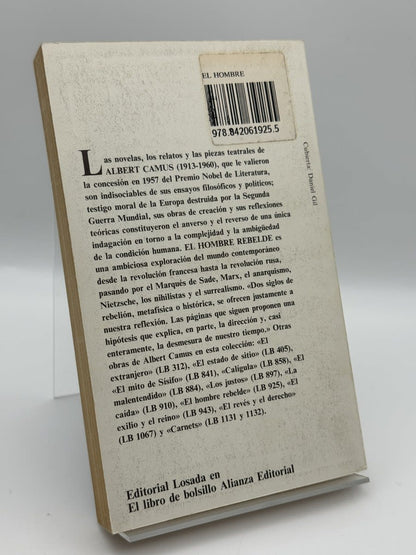 EL HOMBRE
978.842061925.5
Cubierta: Daniel Gil
Las novelas, los relatos y las piezas teatrales de
ALBERT CAMUS (1913-1960), que le valieron
la concesión en 1957 del Premio Nobel de Literatura,
son indisociables de sus ensayos filosóficos y políticos;
testigo moral de la Europa destruida por la Segunda
Guerra Mundial, sus obras de creación y sus reflexiones
teóricas constituyeron el anverso y el reverso de una única
indagación en torno a la complejidad y la ambigüedad
de la condición humana. EL HOMBRE REBELDE es
una ambiciosa exploración del mundo contemporáneo
desde la revolución francesa hasta la revolución rusa,
pasando por el Marqués de Sade, Marx, el anarquismo,
Nietzsche, los nihilistas y el surrealismo. «Dos siglos de
rebelión, metafísica o histórica, se ofrecen justamente a
nuestra reflexión. Las páginas que siguen proponen una
hipótesis que explica, en parte, la dirección y, casi
enteramente, la desmesura de nuestro tiempo.» Otras
obras de Albert Camus en esta colección: «El
extranjero» (LB 312), «El estado de sitio» (LB 405),
«El mito de Sísifo» (LB 841), «Calígula» (LB 858), «El
malentendido» (LB 884), «Los justos» (LB 897), «La
caída» (LB 910), «El hombre rebelde» (LB 925), «El
exilio y el reino» (LB 943), «El revés y el derecho»
(LB 1067) y «Carnets» (LB 1131 y 1132).
Editorial Losada en
El libro de bolsillo Alianza Editorial